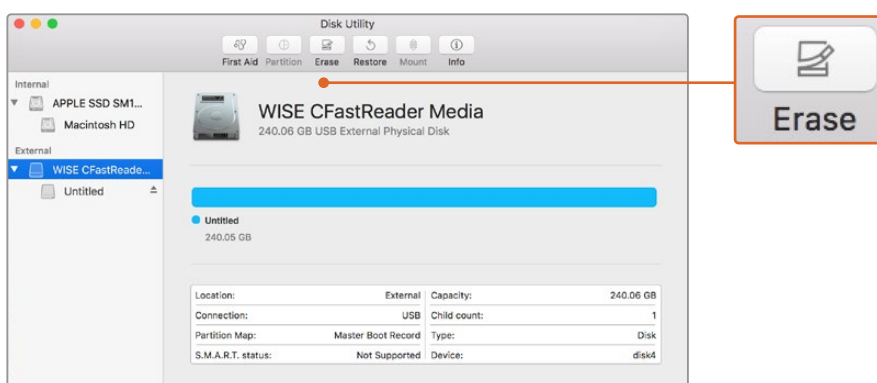 Disk Utility
First Aid Partition Erase Restore Mount Info
Erase
Internal
APPLE SSD SM1...
Macintosh HD
External
WISE CFastReade...
Untitled
WISE CFastReader Media
240.06 GB USB External Physical Disk
Untitled
240.05 GB
Location: External Capacity: 240.06 GB
Connection: USB Child count: 1
Partition Map: Master Boot Record Type: Disk
S.M.A.R.T. status: Not Supported Device: disk4